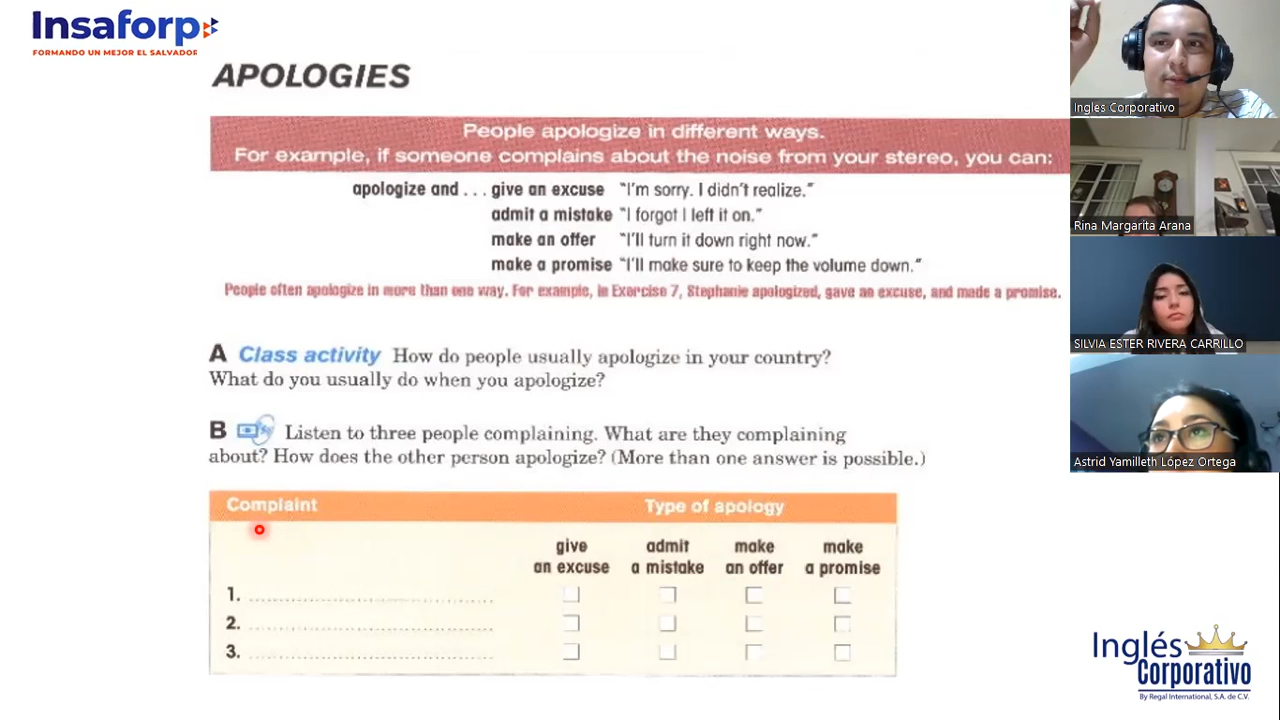 Insaforp
FORMANDO UN MEJOR EL SALVADOR
APOLOGIES
People apologize in different ways.
For example, if someone complains about the noise from your stereo, you can:
apologize and . . . give an excuse "I'm sorry. I didn't realize."
admit a mistake "I forgot I left it on."
make an offer "I'll turn it down right now."
make a promise "I'll make sure to keep the volume down."
People often apologize in more than one way. For example, in Exercise 7, Stephanie apologized, gave an excuse, and made a promise.
A Class activity How do people usually apologize in your country?
What do you usually do when you apologize?
B Listen to three people complaining. What are they complaining
about? How does the other person apologize? (More than one answer is possible.)
Complaint Type of apology
give admit make make
an excuse a mistake an offer a promise
1.
2.
3.
Ingles Corporativo
Rina Margarita Arana
SILVIA ESTER RIVERA CARRILLO
Astrid Yamilleth López Ortega
Inglés
Corporativo
By Regal International, S.A. de C.V.